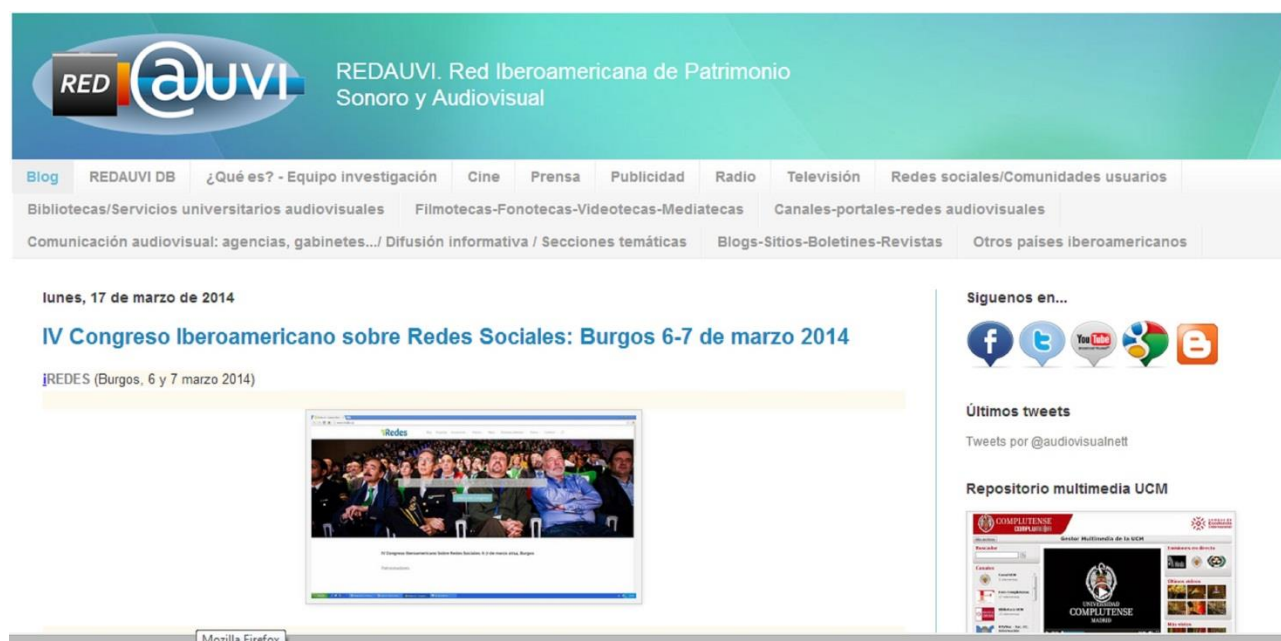 RED @UVI
REDAUVI. Red Iberoamericana de Patrimonio
Sonoro y Audiovisual
Blog REDAUVI DB ¿Qué es? - Equipo investigación Cine Prensa Publicidad Radio Televisión Redes sociales/Comunidades usuarios
Bibliotecas/Servicios universitarios audiovisuales Filmotecas-Fonotecas-Videotecas-Mediatecas Canales-portales-redes audiovisuales
Comunicación audiovisual: agencias, gabinetes.../ Difusión informativa / Secciones temáticas Blogs-Sitios-Boletines-Revistas Otros países iberoamericanos
lunes, 17 de marzo de 2014
IV Congreso Iberoamericano sobre Redes Sociales: Burgos 6-7 de marzo 2014
iREDES (Burgos, 6 y 7 marzo 2014)
iRedes
IV Congreso Iberoamericano Sobre Redes Sociales. 6-7 de marzo 2014, Burgos
Siguenos en...
You Tube
Últimos tweets
Tweets por @audiovisualnett
Repositorio multimedia UCM
COMPLUTENSE
Gestor Multimedia de la UCM
Buscador
Canales
UNIVERSIDAD
COMPLUTENSE
MADRID
Mozilla Firefox